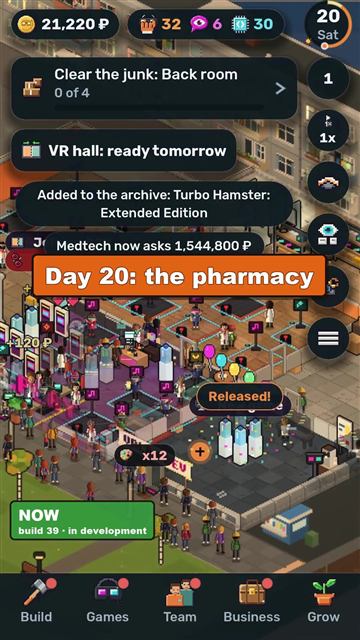 21,220 ₽
32
6
30
20
Sat
Clear the junk: Back room
0 of 4
1
1x
VR hall: ready tomorrow
Added to the archive: Turbo Hamster:
Extended Edition
Medtech now asks 1,544,800 ₽
Day 20: the pharmacy
+120 ₽
Released!
x12
NOW
build 39 · in development
Build
Games
Team
Business
Grow